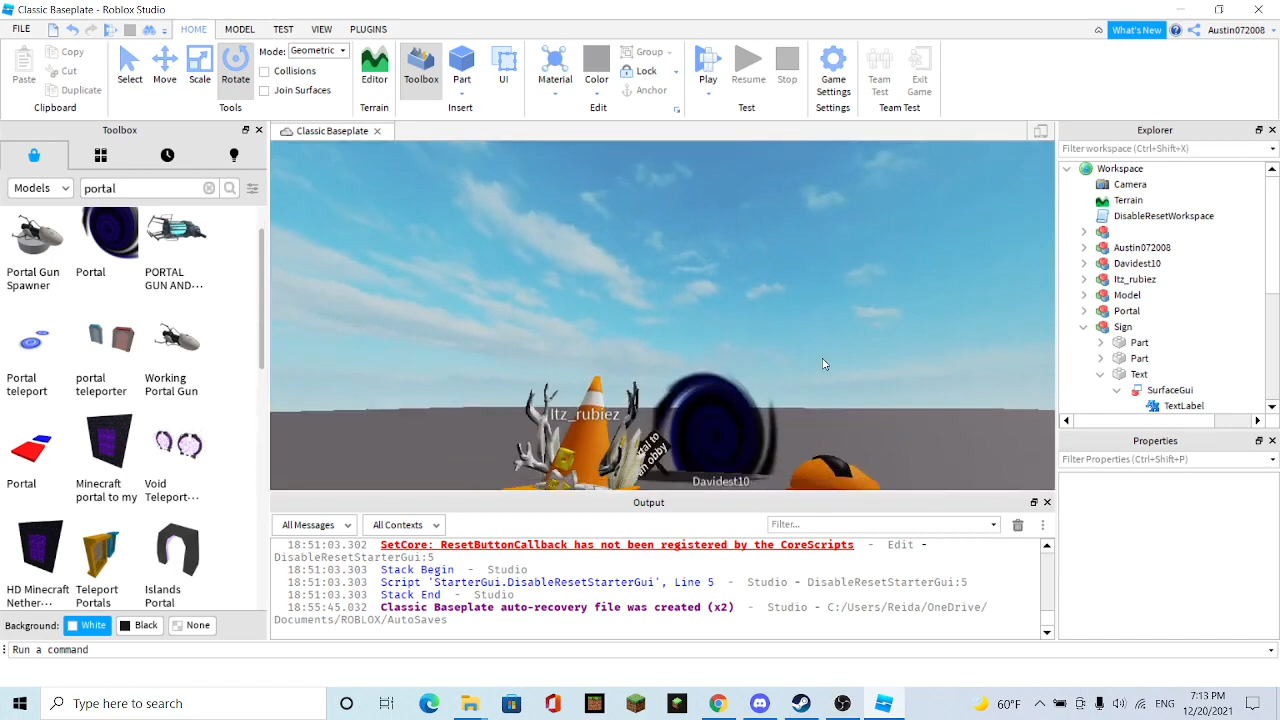 Classic Baseplate - Roblox Studio
FILE HOME MODEL TEST VIEW PLUGINS What's New Austin072008
Paste Copy Cut Duplicate Select Move Scale Rotate Mode: Geometric Collisions Join Surfaces Editor Toolbox Part UI Material Color Group Lock Anchor Play Resume Stop Game Settings Team Test Exit Game
Clipboard Tools Terrain Insert Edit Test Settings Team Test
Toolbox
Models portal
Portal Gun Spawner
Portal
PORTAL GUN AND...
Portal teleport
portal teleporter
Working Portal Gun
Portal
Minecraft portal to my
Void Teleport...
HD Minecraft Nether...
Teleport Portals
Islands Portal
Background: White Black None
Classic Baseplate
Itz_rubiez
Davidest10
Output
All Messages All Contexts Filter...
18:51:03.302 SetCore: ResetButtonCallback has not been registered by the CoreScripts - Edit -
DisableResetStarterGui:5
18:51:03.303 Stack Begin - Studio
18:51:03.303 Script 'StarterGui.DisableResetStarterGui', Line 5 - Studio - DisableResetStarterGui:5
18:51:03.303 Stack End - Studio
18:55:45.032 Classic Baseplate auto-recovery file was created (x2) - Studio - C:/Users/Reida/OneDrive/
Documents/ROBLOX/AutoSaves
Explorer
Filter workspace (Ctrl+Shift+X)
Workspace
Camera
Terrain
DisableResetWorkspace
Austin072008
Davidest10
Itz_rubiez
Model
Portal
Sign
Part
Part
Text
SurfaceGui
TextLabel
Properties
Filter Properties (Ctrl+Shift+P)
Run a command
Type here to search
60°F
7:13 PM
12/20/2021